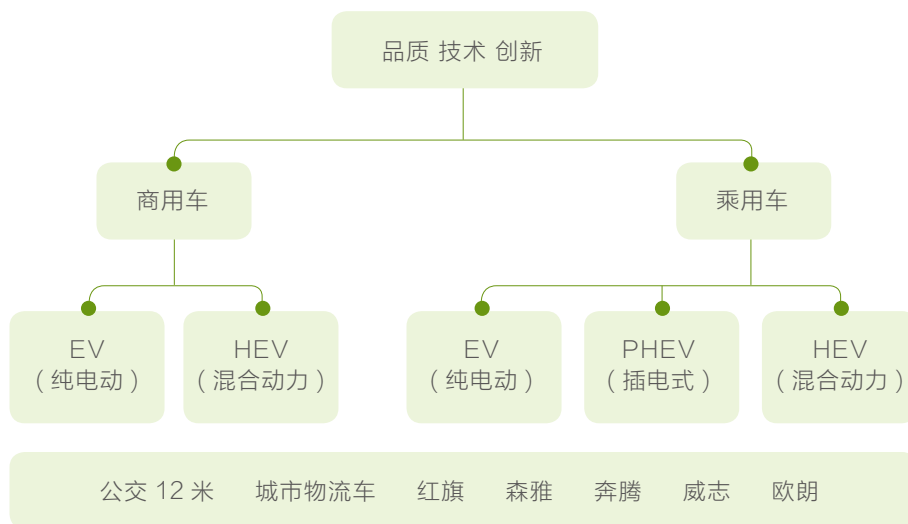 品质 技术 创新
商用车
乘用车
EV
（纯电动）
HEV
（混合动力）
EV
（纯电动）
PHEV
（插电式）
HEV
（混合动力）
公交 12 米 城市物流车 红旗 森雅 奔腾 威志 欧朗